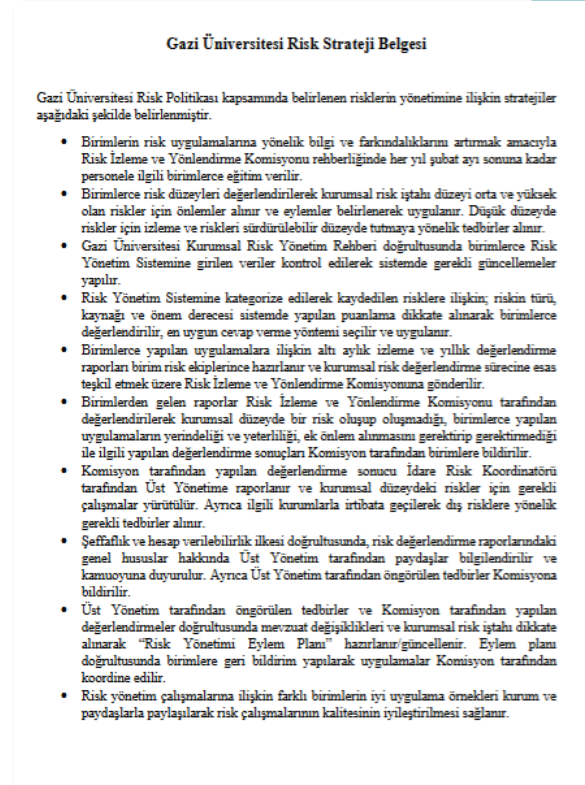 Gazi Üniversitesi Risk Strateji Belgesi
Gazi Üniversitesi Risk Politikası kapsamında belirlenen risklerin yönetimine ilişkin stratejiler
aşağıdaki şekilde belirlenmiştir.
• Birimlerin risk uygulamalarına yönelik bilgi ve farkındalıklarını artırmak amacıyla
Risk İzleme ve Yönlendirme Komisyonu rehberliğinde her yıl şubat ayı sonuna kadar
personele ilgili birimlerce eğitim verilir.
• Birimlerce risk düzeyleri değerlendirilerek kurumsal risk iştahı düzeyi orta ve yüksek
olan riskler için önlemler alınır ve eylemler belirlenerek uygulanır. Düşük düzeyde
riskler için izleme ve riskleri sürdürülebilir düzeyde tutmaya yönelik tedbirler alınır.
• Gazi Üniversitesi Kurumsal Risk Yönetim Rehberi doğrultusunda birimlerce Risk
Yönetim Sistemine girilen veriler kontrol edilerek sistemde gerekli güncellemeler
yapılır.
• Risk Yönetim Sistemine kategorize edilerek kaydedilen risklere ilişkin; riskin türü,
kaynağı ve önem derecesi sistemde yapılan puanlama dikkate alınarak birimlerce
değerlendirilir, en uygun cevap verme yöntemi seçilir ve uygulanır.
• Birimlerce yapılan uygulamalara ilişkin altı aylık izleme ve yıllık değerlendirme
raporları birim risk ekiplerince hazırlanır ve kurumsal risk değerlendirme sürecine esas
teşkil etmek üzere Risk İzleme ve Yönlendirme Komisyonuna gönderilir.
• Birimlerden gelen raporlar Risk İzleme ve Yönlendirme Komisyonu tarafından
değerlendirilerek kurumsal düzeyde bir risk oluşup oluşmadığı, birimlerce yapılan
uygulamaların yerindeliği ve yeterliliği, ek önlem alınmasını gerektirip gerektirmediği
ile ilgili yapılan değerlendirme sonuçları Komisyon tarafından birimlere bildirilir.
• Komisyon tarafından yapılan değerlendirme sonucu İdare Risk Koordinatörü
tarafından Üst Yönetime raporlanır ve kurumsal düzeydeki riskler için gerekli
çalışmalar yürütülür. Ayrıca ilgili kurumlarla irtibata geçilerek dış risklere yönelik
gerekli tedbirler alınır.
• Şeffaflık ve hesap verilebilirlik ilkesi doğrultusunda, risk değerlendirme raporlarındaki
genel hususlar hakkında Üst Yönetim tarafından paydaşlar bilgilendirilir ve
kamuoyuna duyurulur. Ayrıca Üst Yönetim tarafından öngörülen tedbirler Komisyona
bildirilir.
• Üst Yönetim tarafından öngörülen tedbirler ve Komisyon tarafından yapılan
değerlendirmeler doğrultusunda mevzuat değişiklikleri ve kurumsal risk iştahı dikkate
alınarak “Risk Yönetimi Eylem Planı” hazırlanır/güncellenir. Eylem planı
doğrultusunda birimlere geri bildirim yapılarak uygulamalar Komisyon tarafından
koordine edilir.
• Risk yönetim çalışmalarına ilişkin farklı birimlerin iyi uygulama örnekleri kurum ve
paydaşlarla paylaşılarak risk çalışmalarının kalitesinin iyileştirilmesi sağlanır.